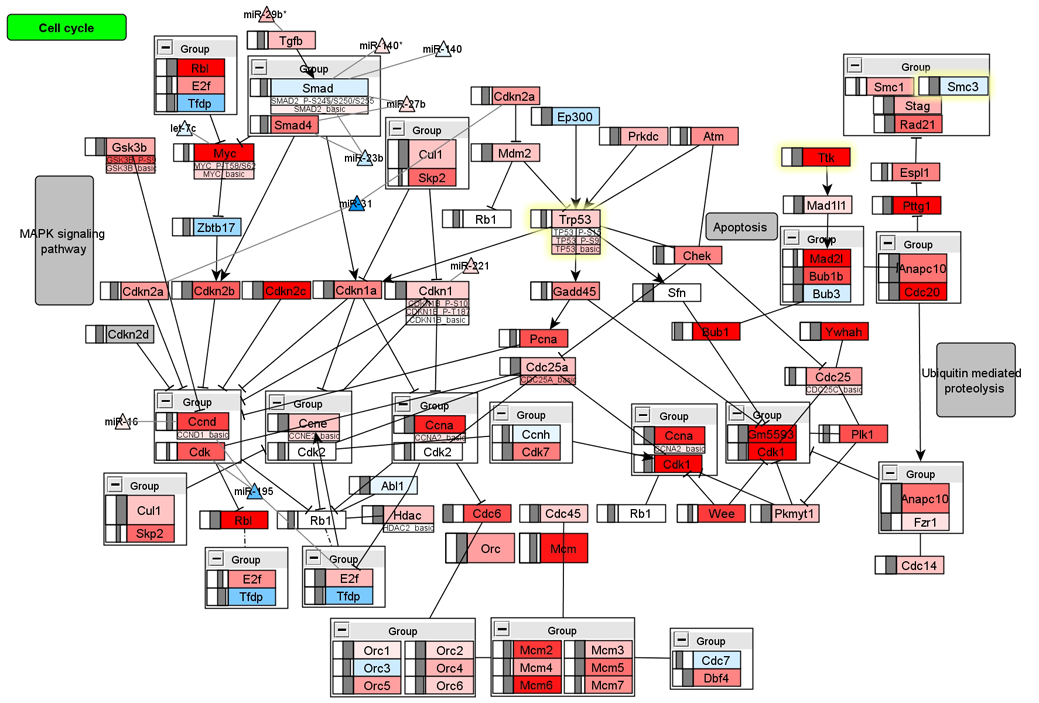 Cell cycle
miR-29b*
Tgfb
miR-140*
miR-140
Group
Rbl
E2f
Tfdp
Group
Smad
SMAD2_P-S245/S250/S255
SMAD2_basic
Smad4
miR-27b
let-7c
miR-23b
Gsk3b
GSK3B_P-S9
GSK3B_basic
Myc
MYC_P-T58/S62
MYC_basic
Group
Cul1
Skp2
Cdkn2a
Ep300
Mdm2
Prkdc
Atm
Group
Smc1
Smc3
Stag
Rad21
Ttk
Espl1
Mad1l1
Pttg1
MAPK signaling
pathway
Zbtb17
miR-31
Rb1
Trp53
TP53_P-S15
TP53_P-S9
TP53_basic
Apoptosis
Chek
Group
Mad2l
Bub1b
Bub3
Group
Anapc10
Cdc20
miR-221
Cdkn2a
Cdkn2b
Cdkn2c
Cdkn1a
Cdkn1
CDKN1B_P-S10
CDKN1B_P-T187
CDKN1B_basic
Gadd45
Sfn
Cdkn2d
Pcna
Bub1
Ywhah
Cdc25a
CDC25A_basic
Cdc25
CDC25C_basic
Ubiquitin mediated
proteolysis
miR-16
Group
Ccnd
CCND1_basic
Cdk
Group
Ccne
CCNE2_basic
Cdk2
Group
Ccna
CCNA2_basic
Cdk2
Group
Ccnh
Cdk7
Group
Ccna
CCNA2_basic
Cdk1
Group
Gm5593
Cdk1
Plk1
Group
Cul1
Skp2
miR-195
Abl1
Rbl
Rb1
Hdac
HDAC2_basic
Cdc6
Cdc45
Rb1
Wee
Pkmyt1
Group
Anapc10
Fzr1
Orc
Mcm
Cdc14
Group
E2f
Tfdp
Group
E2f
Tfdp
Group
Orc1
Orc2
Orc3
Orc4
Orc5
Orc6
Group
Mcm2
Mcm3
Mcm4
Mcm5
Mcm6
Mcm7
Group
Cdc7
Dbf4